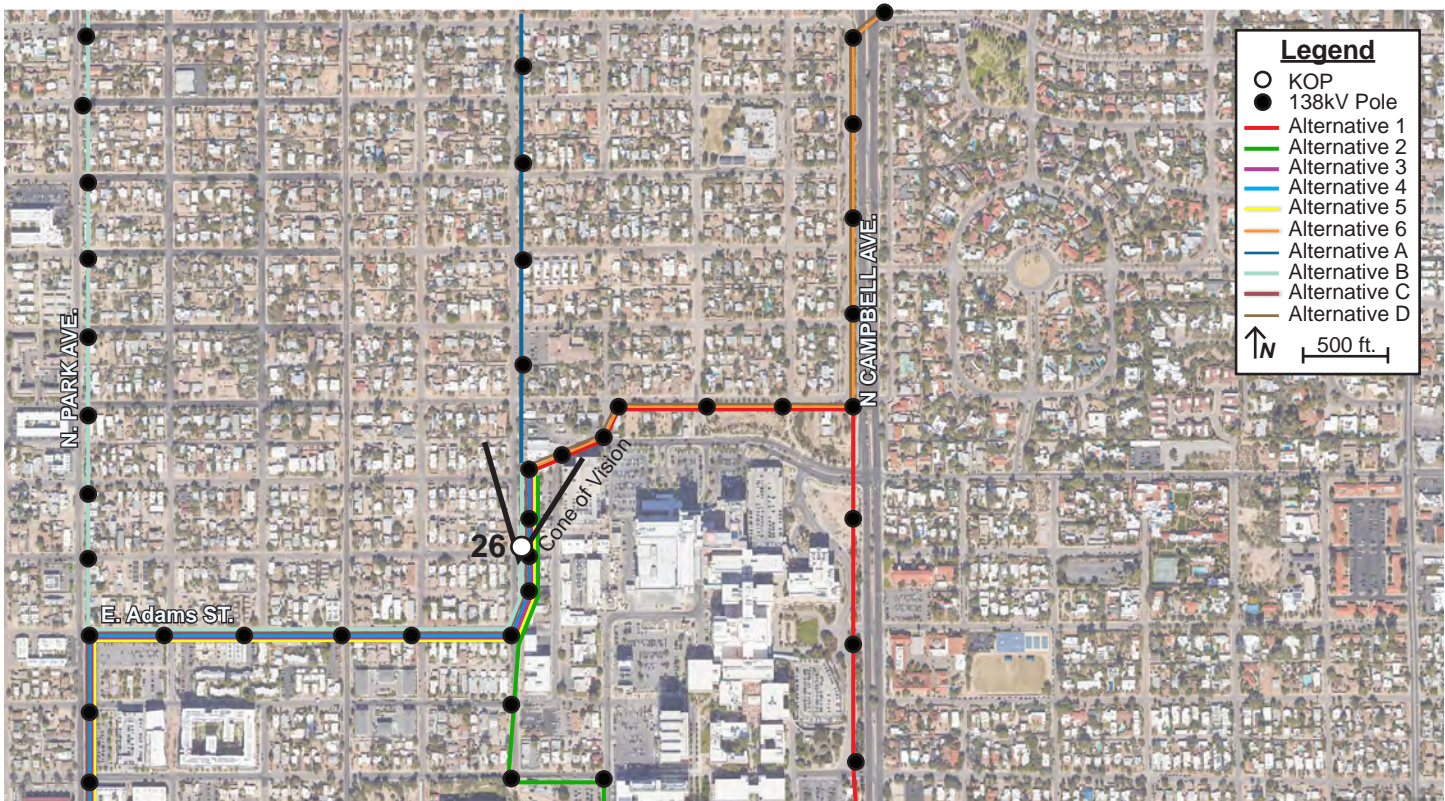 Legend
KOP
138kV Pole
Alternative 1
Alternative 2
Alternative 3
Alternative 4
Alternative 5
Alternative 6
Alternative A
Alternative B
Alternative C
Alternative D
N
500 ft.
N. PARK AVE.
N CAMPBELL AVE.
Cone of Vision
26
E. Adams ST.